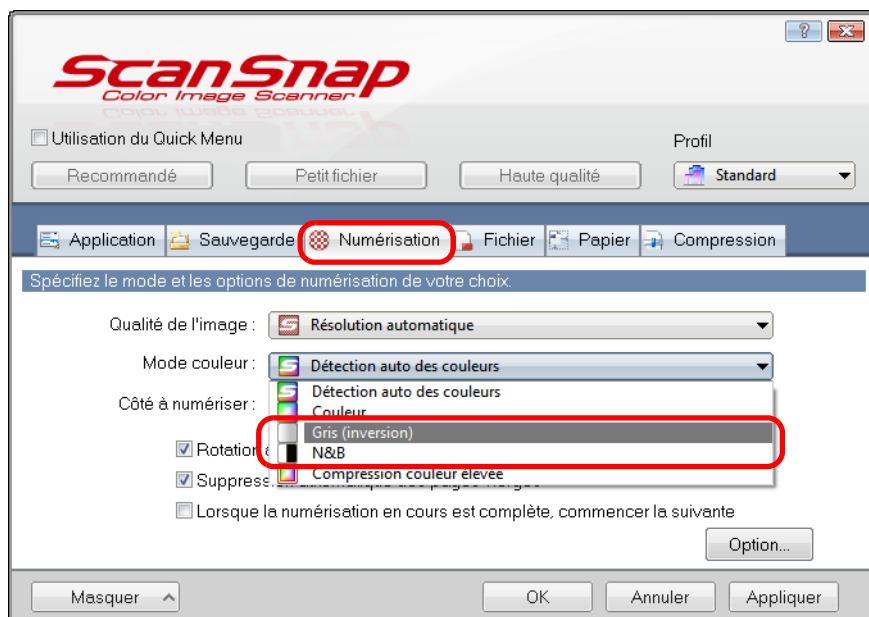 ScanSnap
Color Image Scanner
Utilisation du Quick Menu
Profil
Recommandé Petit fichier Haute qualité Standard
Application Sauvegarde Numérisation Fichier Papier Compression
Spécifiez le mode et les options de numérisation de votre choix.
Qualité de l'image : Résolution automatique
Mode couleur : Détection auto des couleurs
Détection auto des couleurs
Côté à numériser : Couleur
Gris (inversion)
Rotation N&B
Suppress Compression couleur élevée
Lorsque la numérisation en cours est complète, commencer la suivante
Option...
Masquer OK Annuler Appliquer